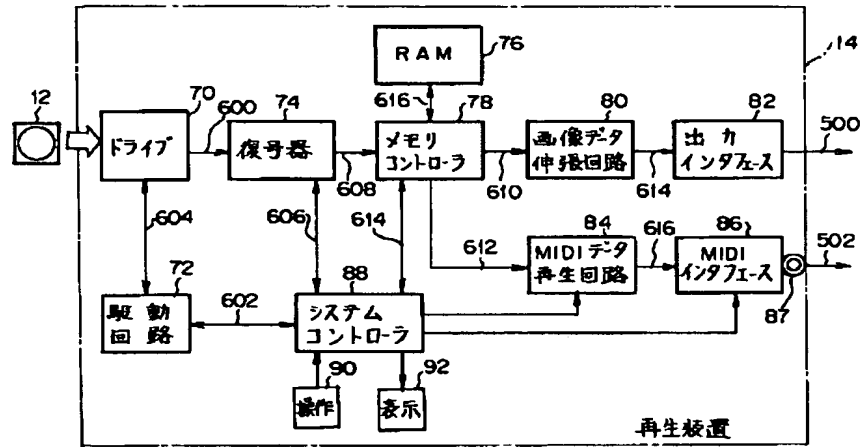 RAM
76
14
12
70
600
74
616
78
80
82
ドライブ
復号器
メモリ
コントローラ
画像データ
伸張回路
出力
インタフェース
500
608
610
614
604
606
614
612
84
616
86
502
MIDIデータ
再生回路
MIDI
インタフェース
87
72
602
88
駆動
回路
システム
コントローラ
90
92
操作
表示
再生装置